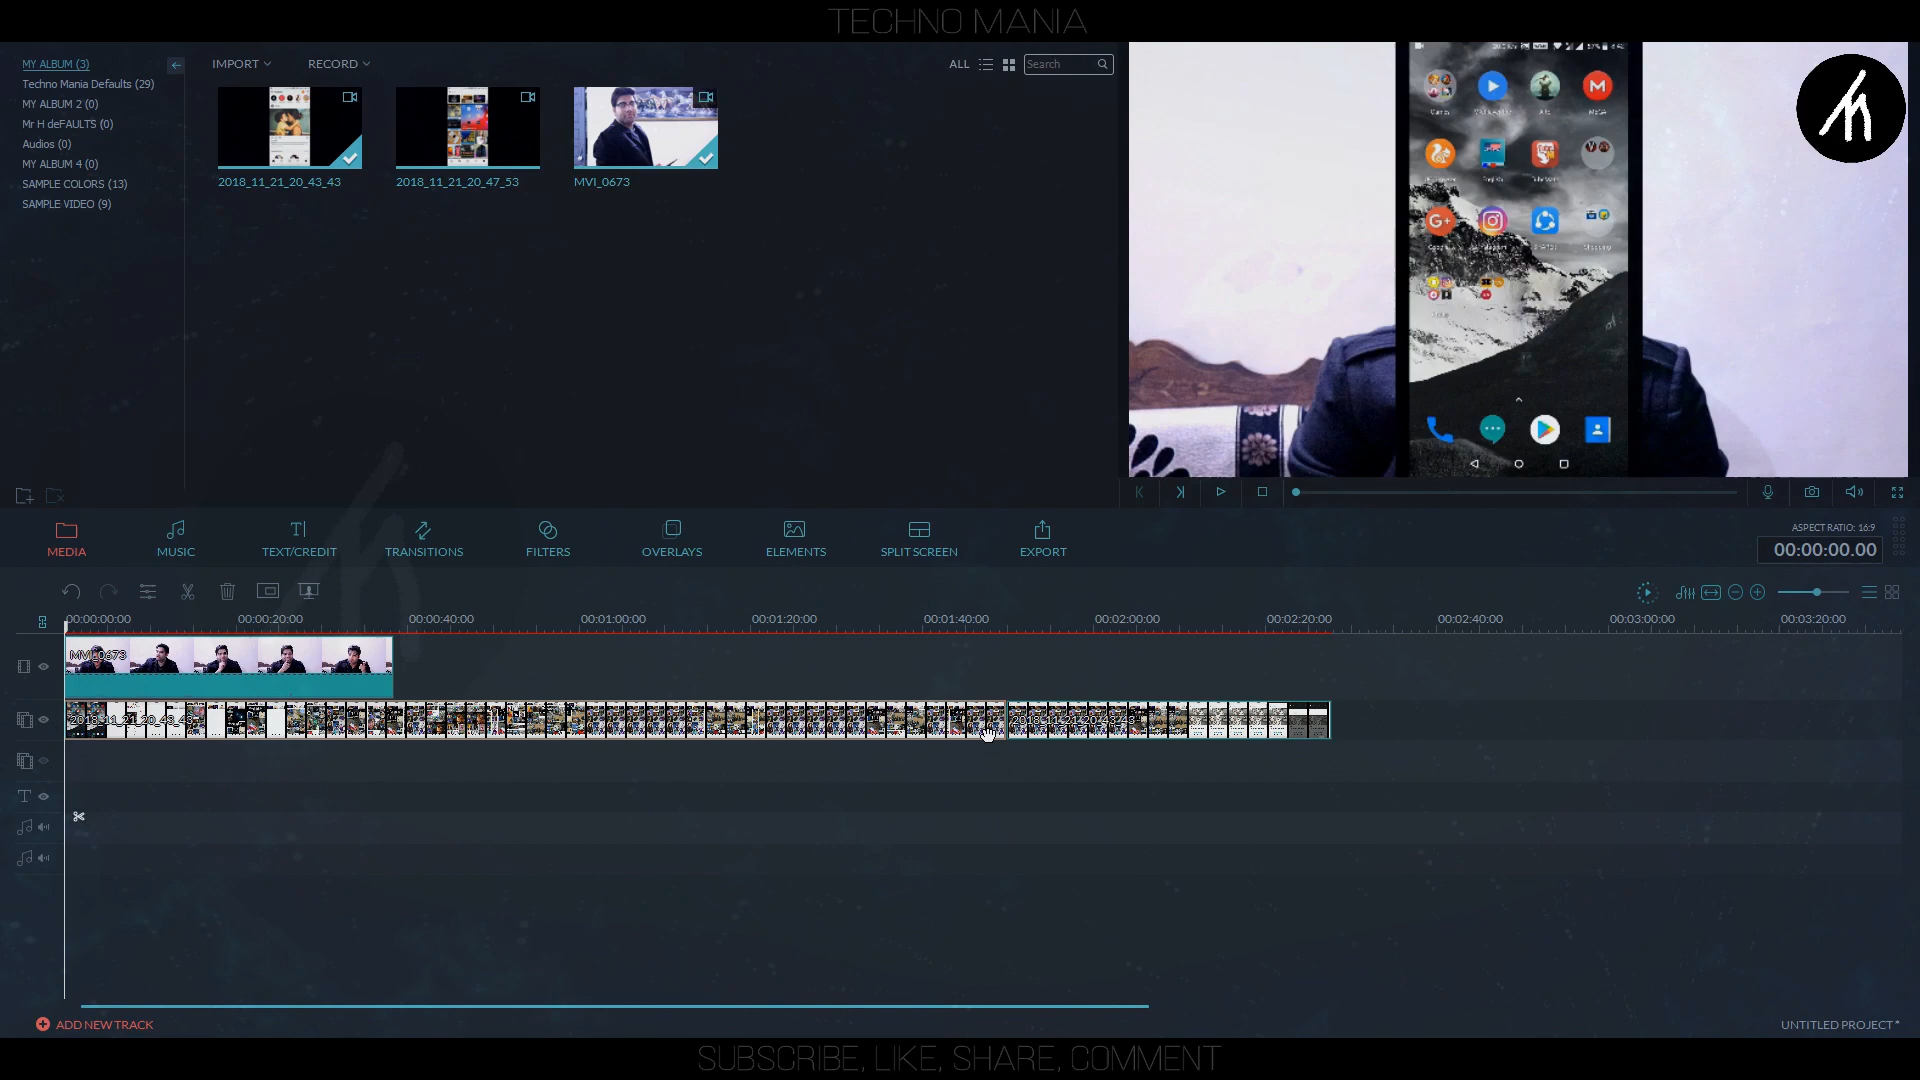 TECHNO MANIA
MY ALBUM (3)
Techno Mania Defaults (29)
MY ALBUM 2 (0)
Mr H deFAULTS (0)
Audios (0)
MY ALBUM 4 (0)
SAMPLE COLORS (13)
SAMPLE VIDEO (9)
IMPORT
RECORD
ALL
Search
2018_11_21_20_43_43
2018_11_21_20_47_53
MVI_0673
MEDIA
MUSIC
TEXT/CREDIT
TRANSITIONS
FILTERS
OVERLAYS
ELEMENTS
SPLIT SCREEN
EXPORT
ASPECT RATIO: 16:9
00:00:00.00
00:00:00:00
00:00:20:00
00:00:40:00
00:01:00:00
00:01:20:00
00:01:40:00
00:02:00:00
00:02:20:00
00:02:40:00
00:03:00:00
00:03:20:00
MVI_0673
2018_11_21_20_43_43
2018_11_21_20_43_43
ADD NEW TRACK
UNTITLED PROJECT*
SUBSCRIBE, LIKE, SHARE, COMMENT